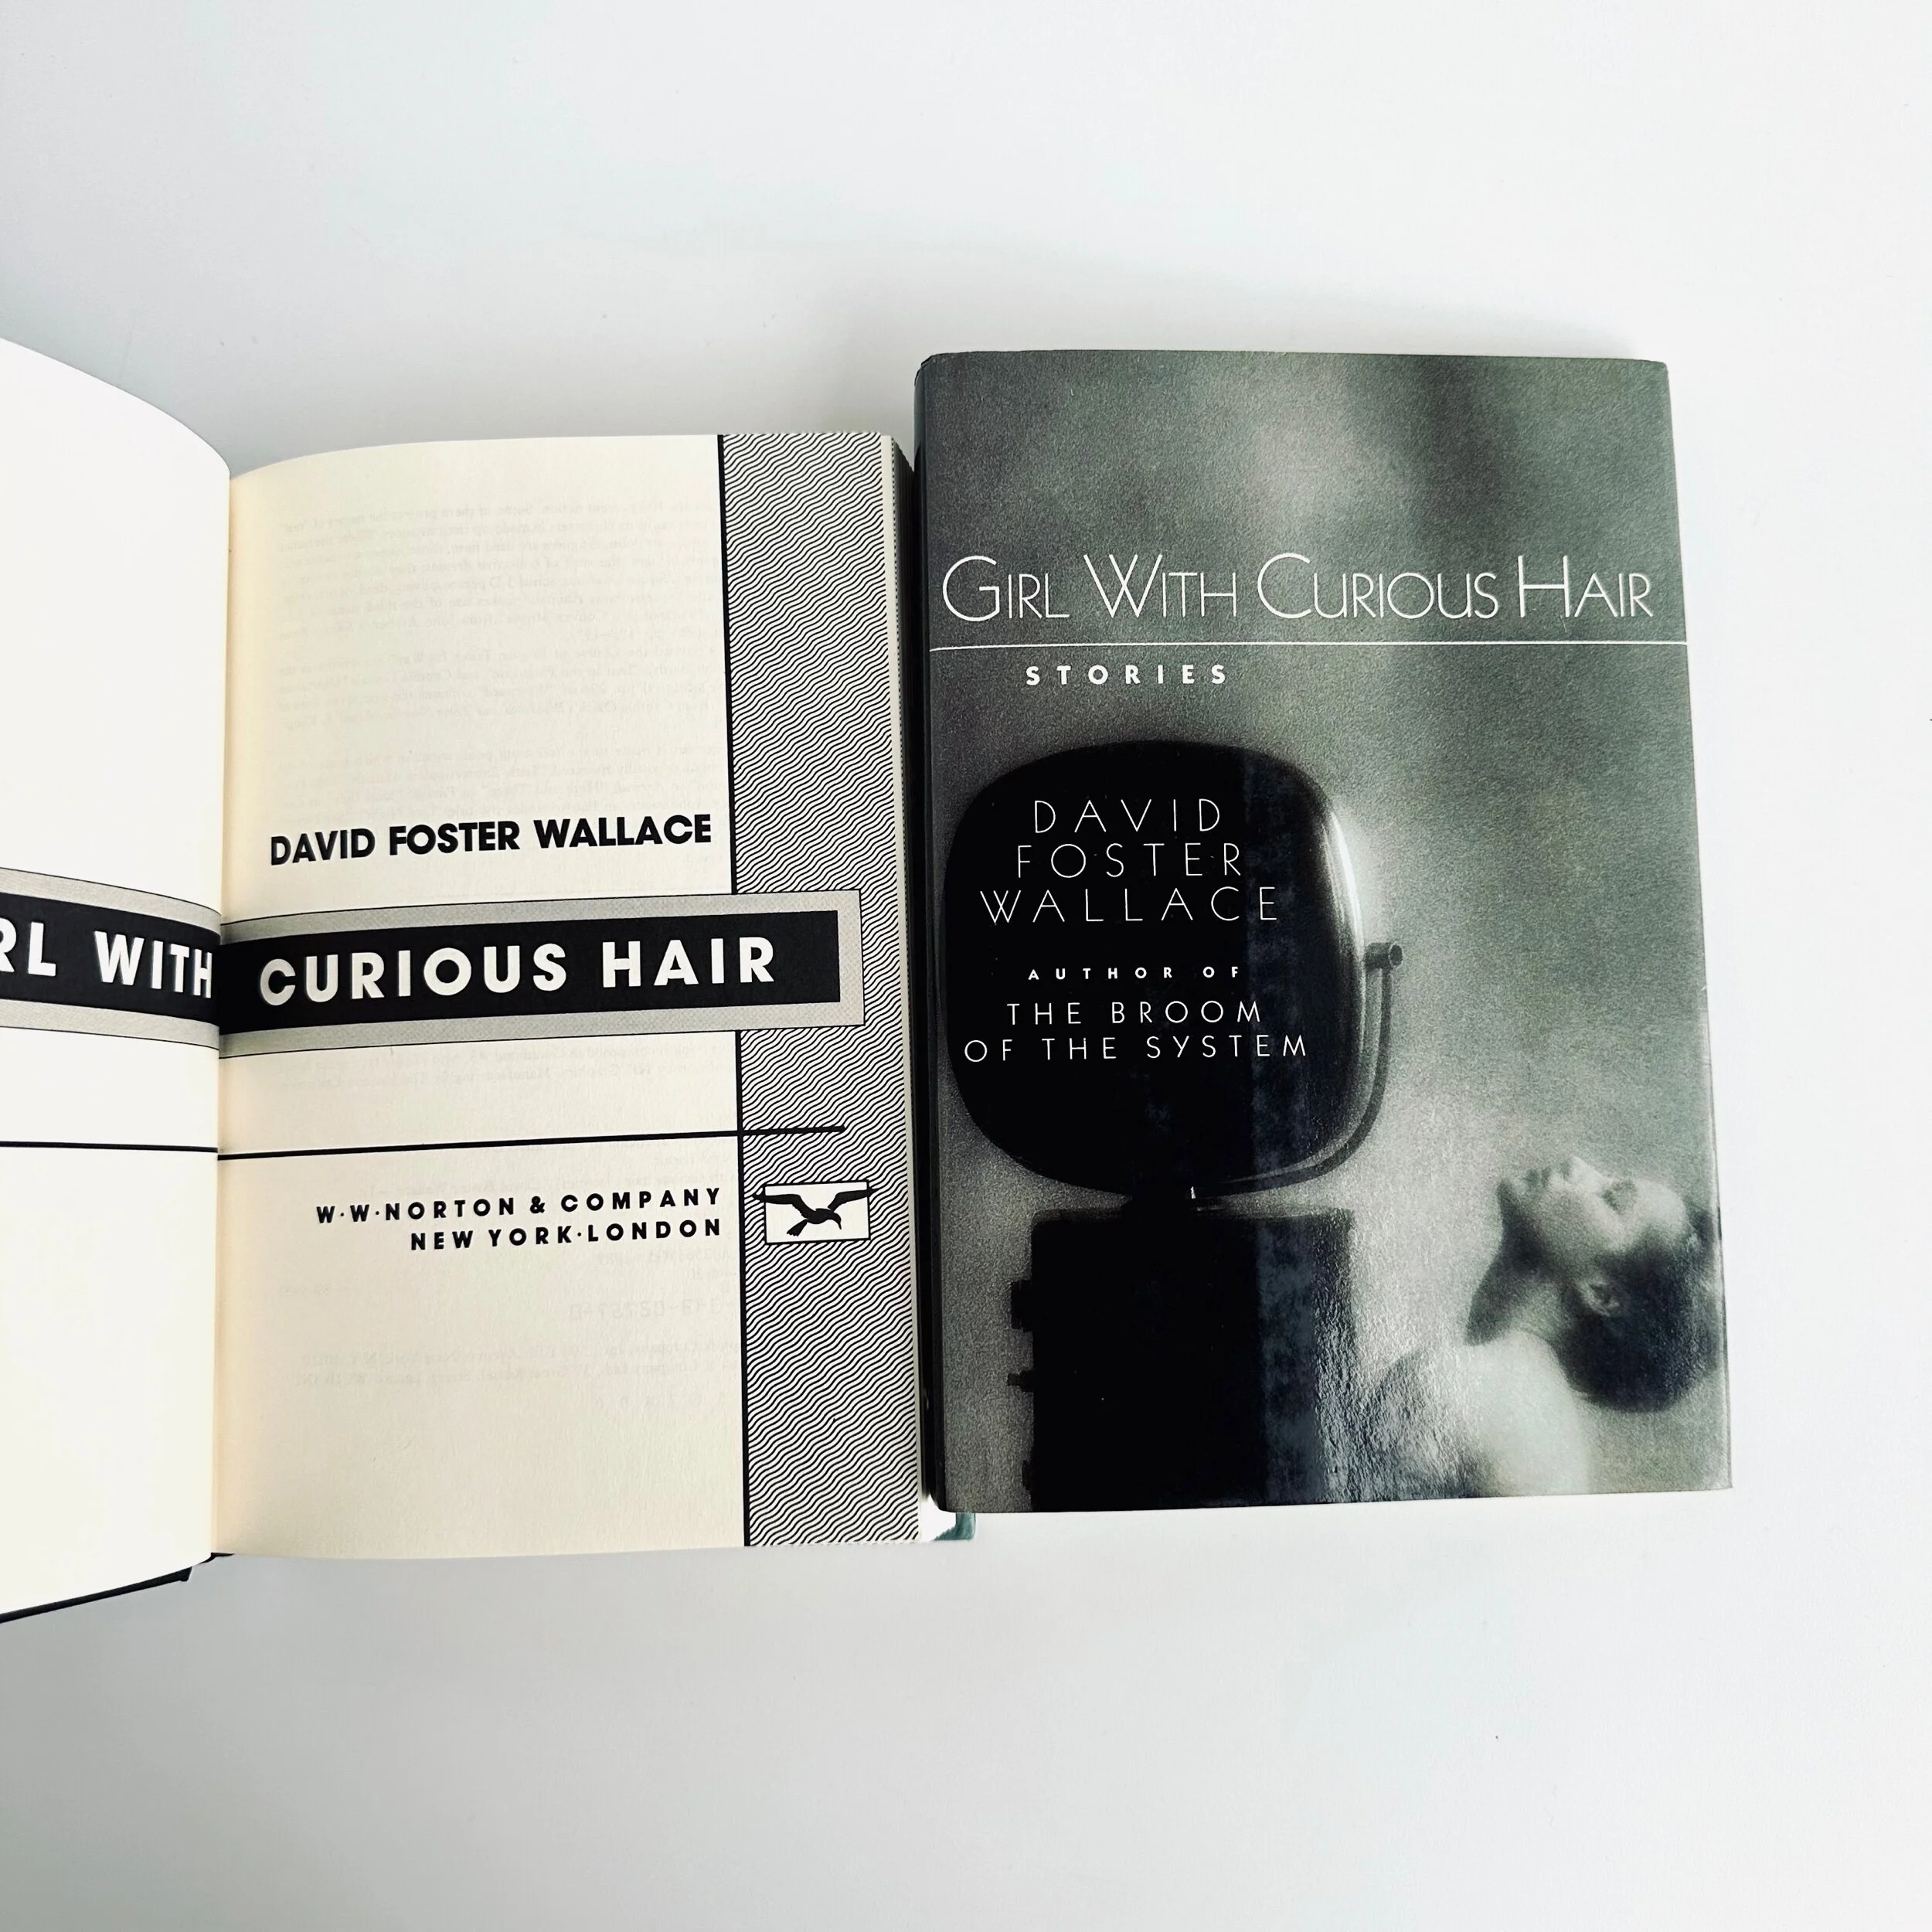 DAVID FOSTER WALLACE
RL WITH CURIOUS HAIR
W·W·NORTON & COMPANY
NEW YORK·LONDON
GIRL WITH CURIOUS HAIR
STORIES
DAVID
FOSTER
WALLACE
AUTHOR OF
THE BROOM
OF THE SYSTEM